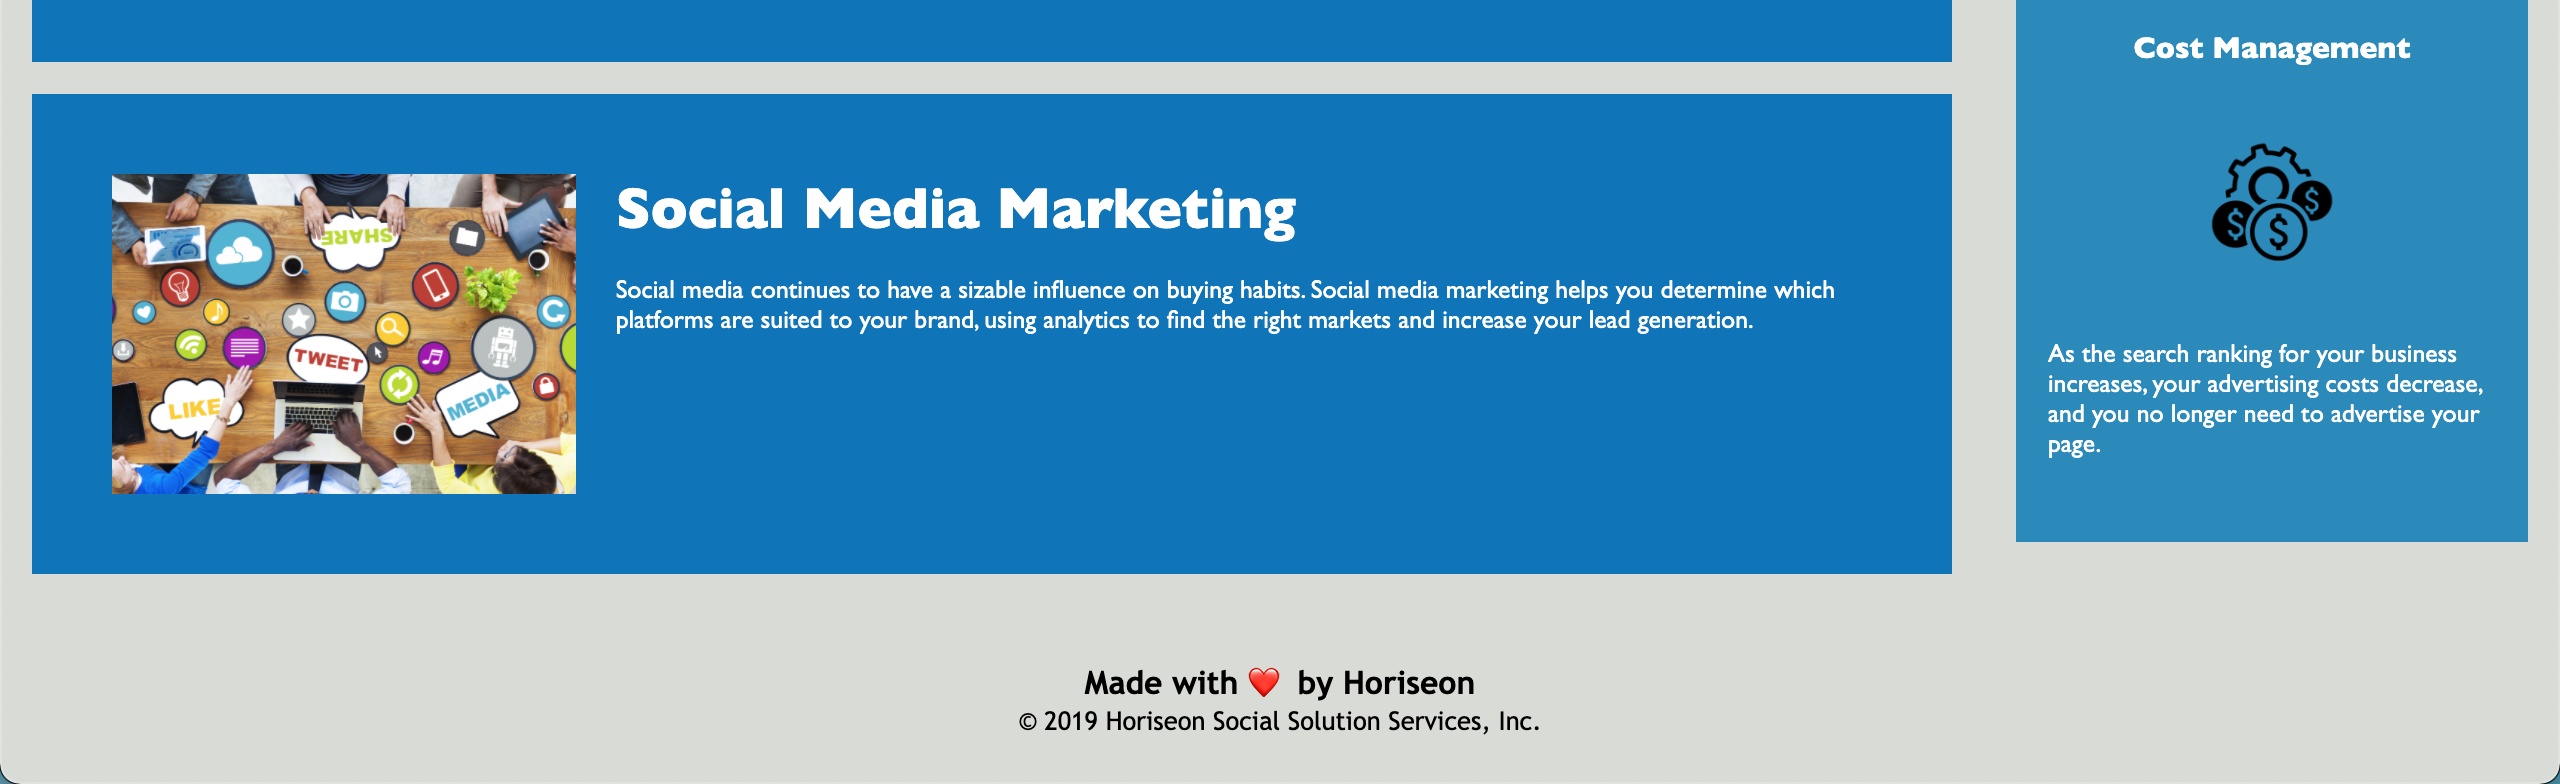 Cost Management
SHARE
TWEET
LIKE
MEDIA
Social Media Marketing
Social media continues to have a sizable influence on buying habits. Social media marketing helps you determine which
platforms are suited to your brand, using analytics to find the right markets and increase your lead generation.
$
$
$
As the search ranking for your business
increases, your advertising costs decrease,
and you no longer need to advertise your
page.
Made with ❤️ by Horiseon
© 2019 Horiseon Social Solution Services, Inc.